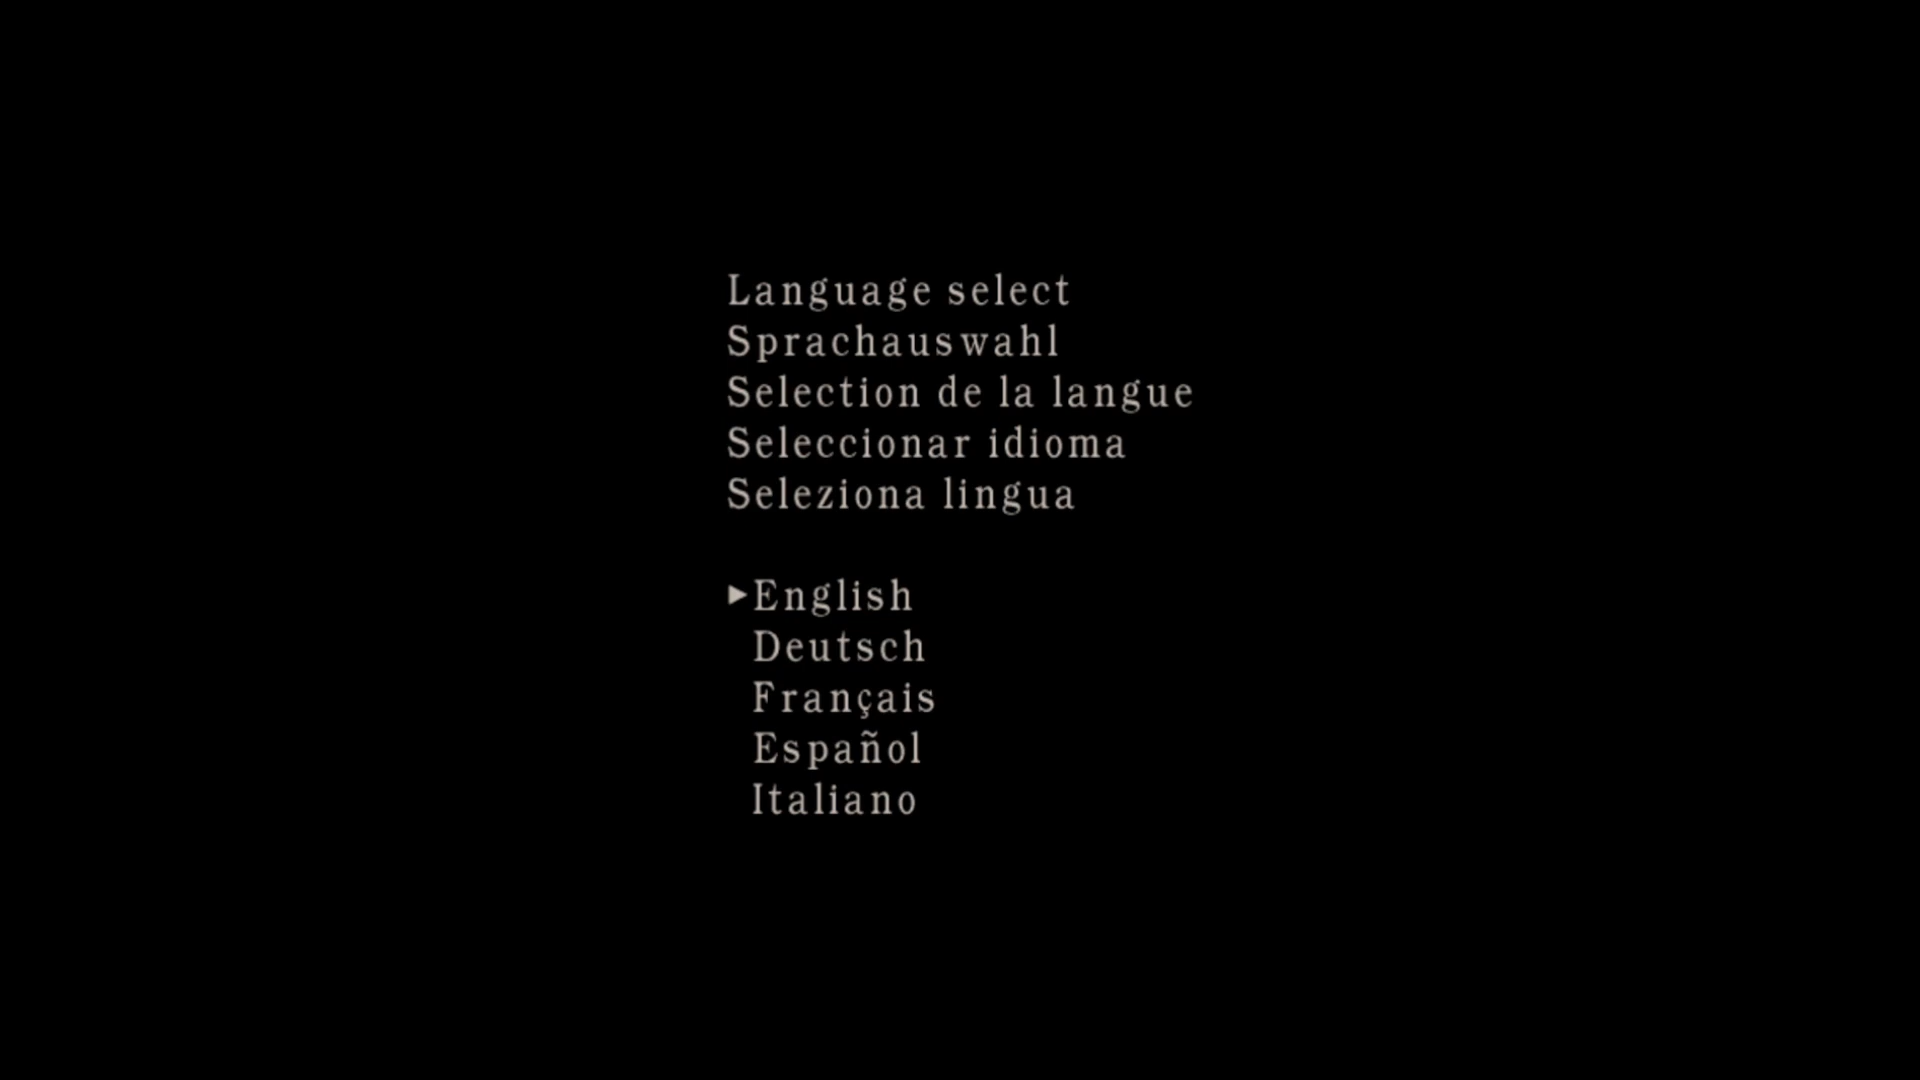 Language select
Sprachauswahl
Selection de la langue
Seleccionar idioma
Seleziona lingua
▶English
Deutsch
Français
Español
Italiano